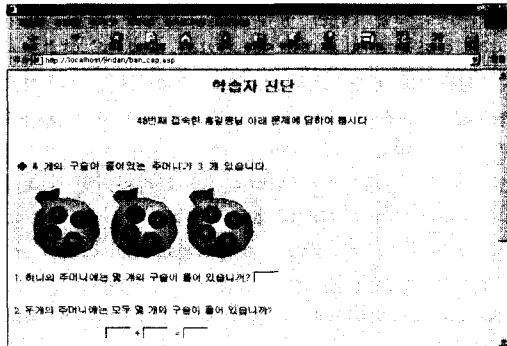 http://localhost/jindan/ban_cap.asp
학습자 진단
48번째 접속한 홍길동님 아래 문제에 답하여 봅시다
◆ 4 개의 구슬이 들어있는 주머니가 3 개 있습니다.
1. 하나의 주머니에는 몇 개의 구슬이 들어 있습니까?
2. 두개의 주머니에는 모두 몇 개의 구슬이 들어 있습니까?
+ =